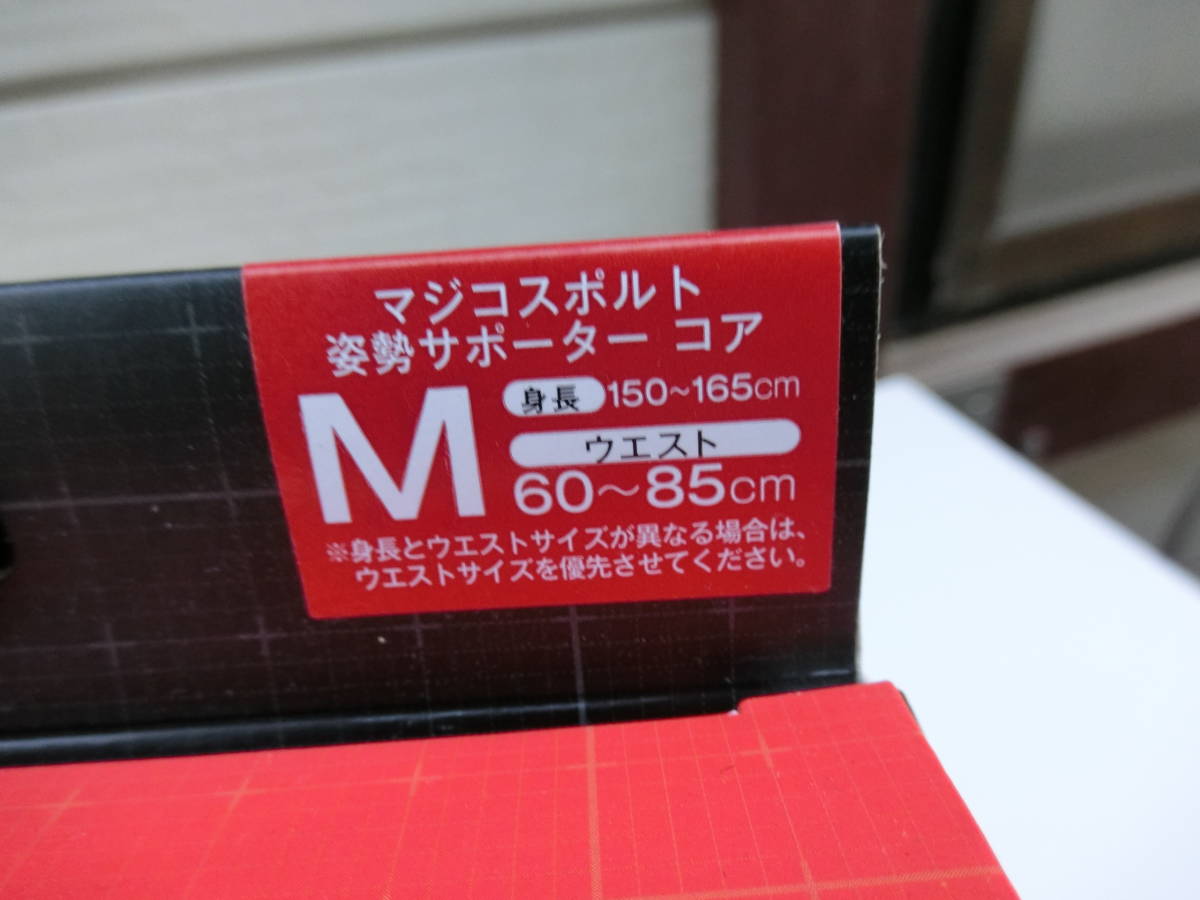 マジコスポルト
姿勢サポーター コア
M
身長 150~165cm
ウエスト
60~85cm
※身長とウエストサイズが異なる場合は、
ウエストサイズを優先させてください。